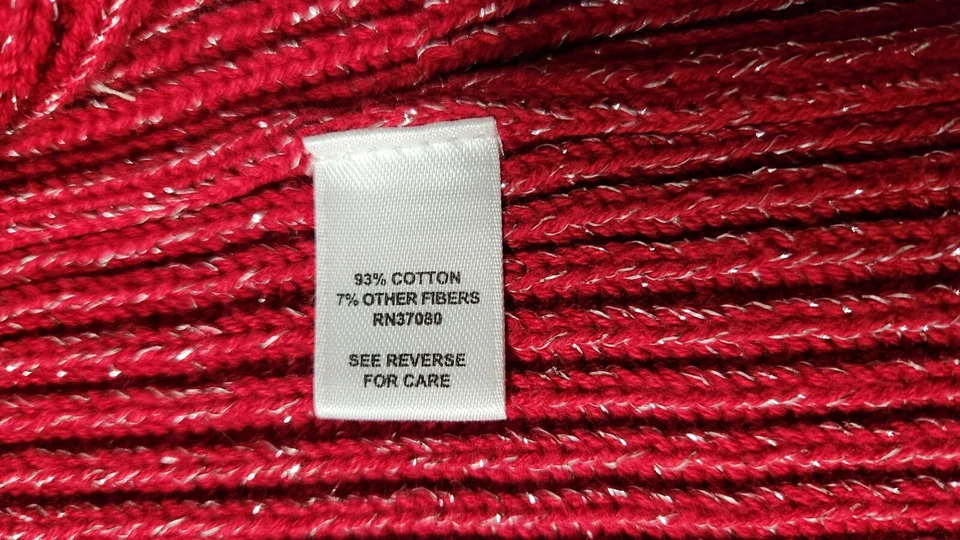 93% COTTON
7% OTHER FIBERS
RN37080
SEE REVERSE
FOR CARE